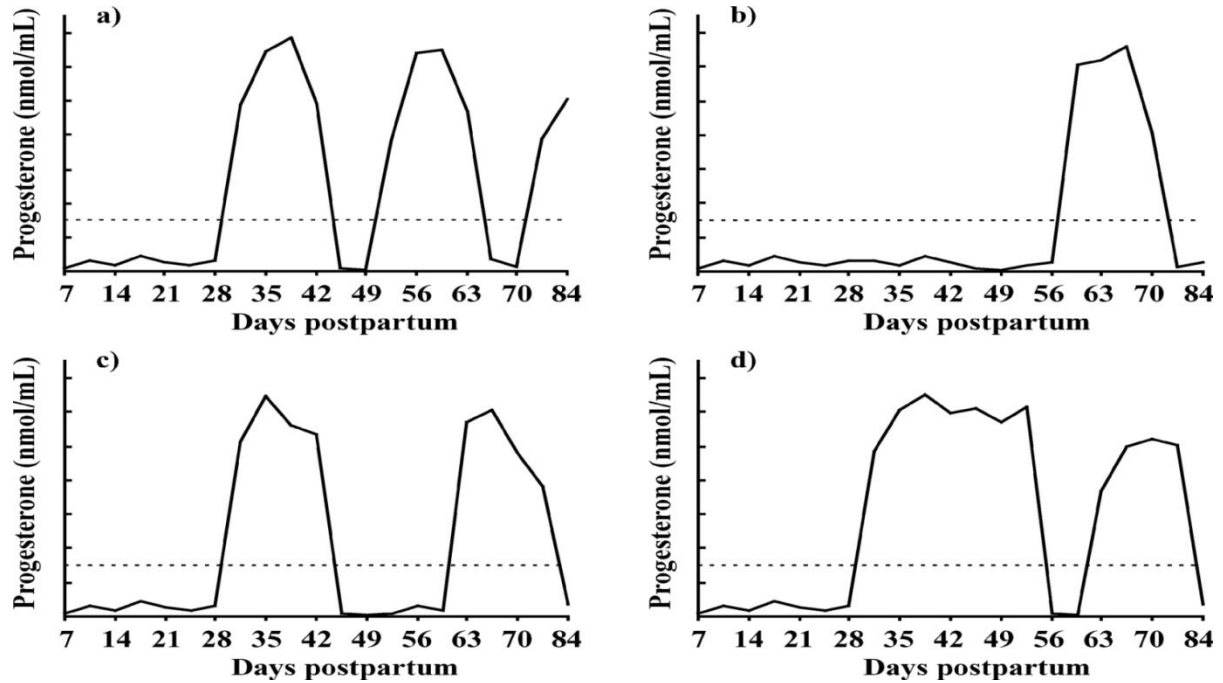 a)
Progesterone (nmol/mL)
7 14 21 28 35 42 49 56 63 70 84
Days postpartum
b)
Progesterone (nmol/mL)
7 14 21 28 35 42 49 56 63 70 84
Days postpartum
c)
Progesterone (nmol/mL)
7 14 21 28 35 42 49 56 63 70 84
Days postpartum
d)
Progesterone (nmol/mL)
7 14 21 28 35 42 49 56 63 70 84
Days postpartum